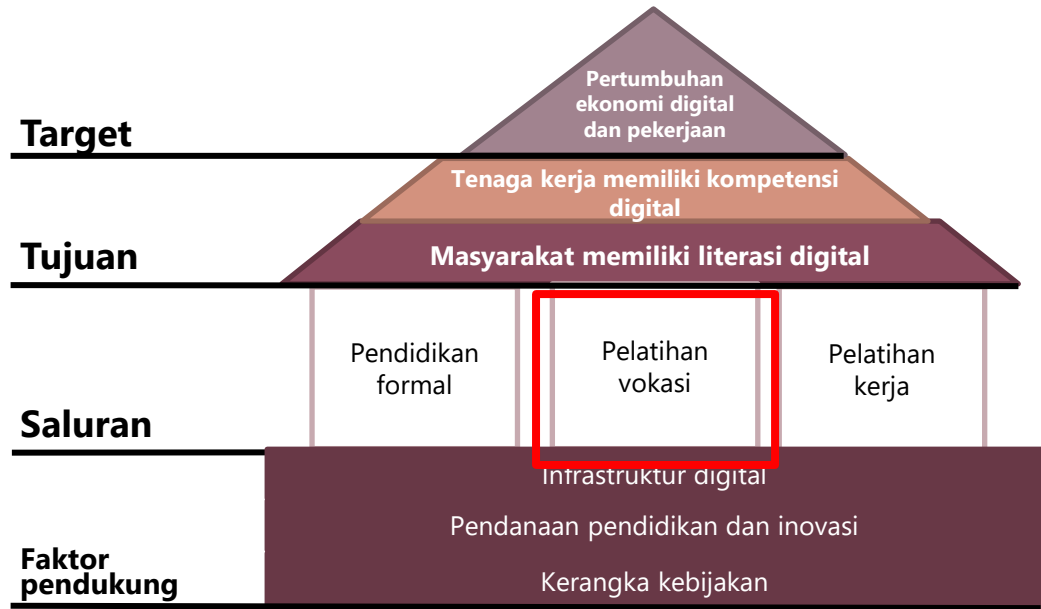 Pertumbuhan
ekonomi digital
dan pekerjaan
Target
Tenaga kerja memiliki kompetensi
digital
Tujuan
Masyarakat memiliki literasi digital
Pendidikan
formal
Pelatihan
vokasi
Pelatihan
kerja
Saluran
Infrastruktur digital
Pendanaan pendidikan dan inovasi
Faktor
pendukung
Kerangka kebijakan